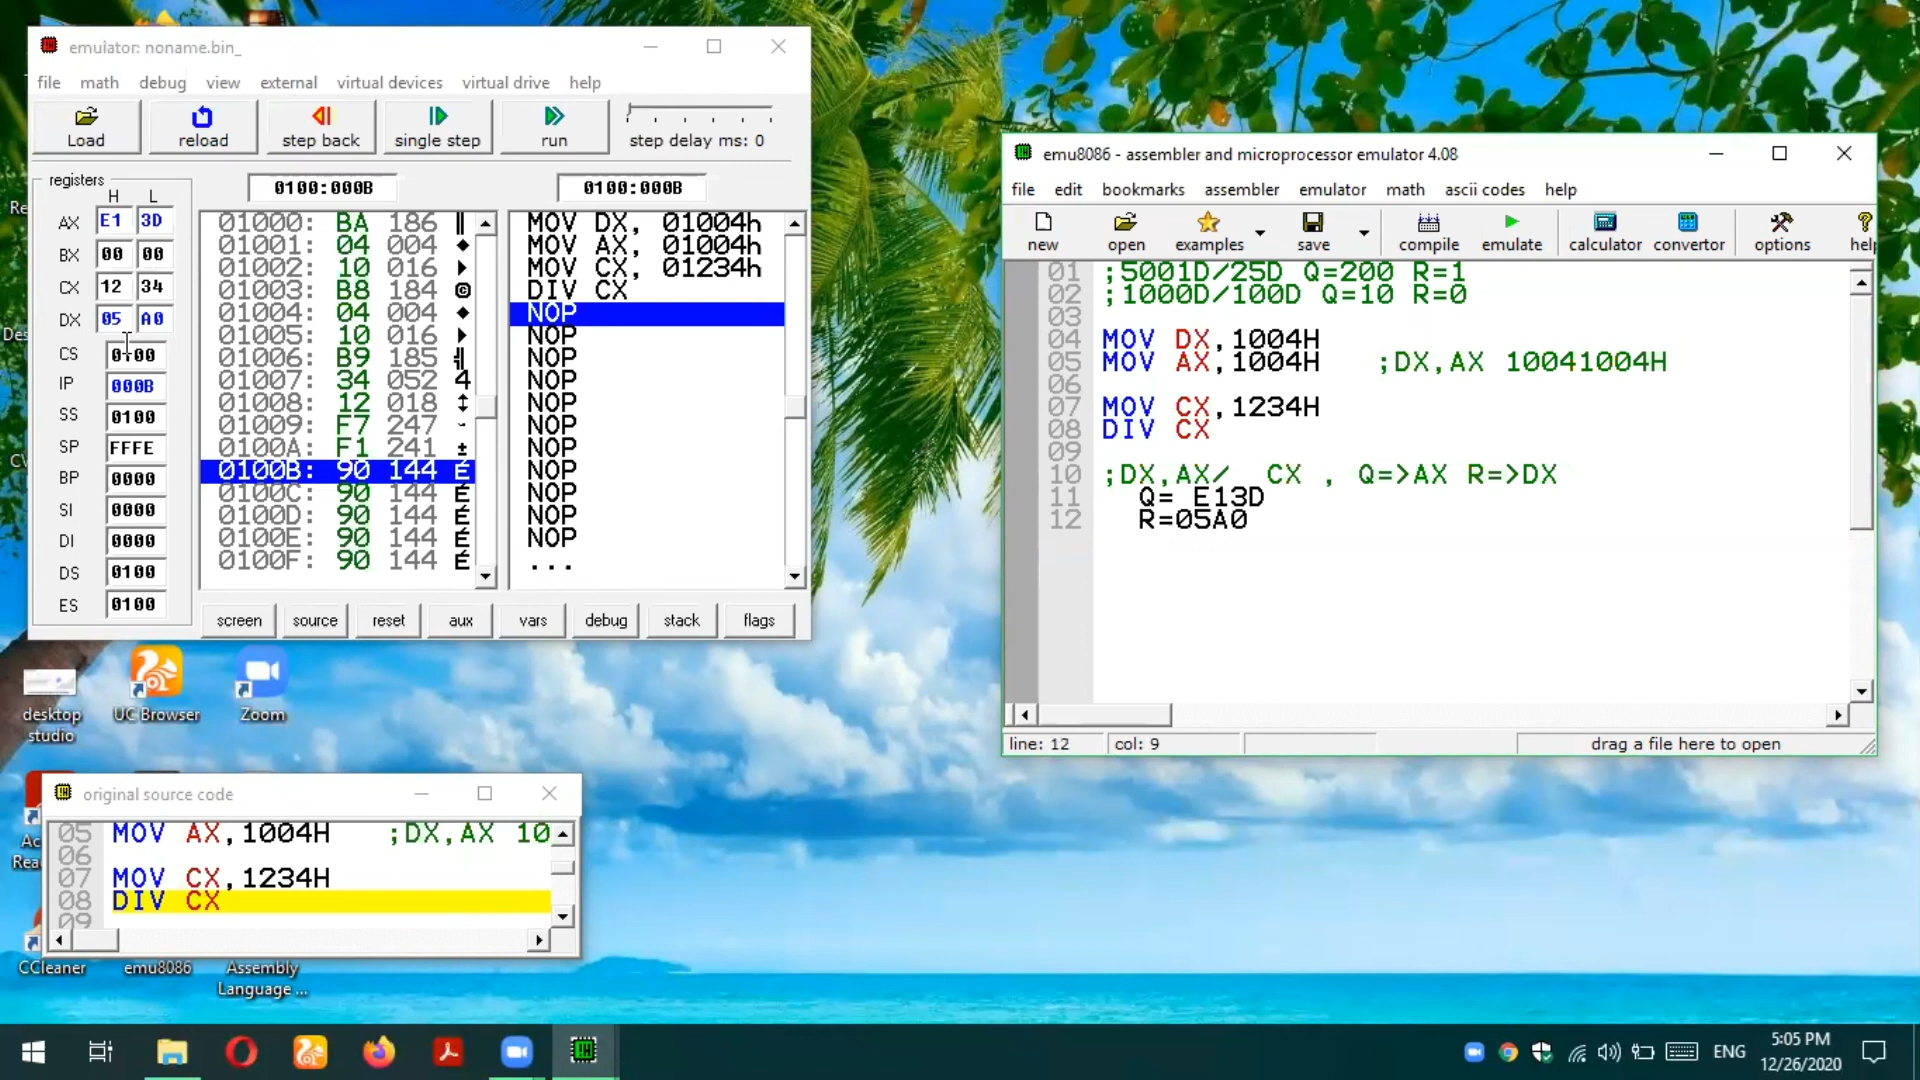 emulator: noname.bin_
file math debug view external virtual devices virtual drive help
Load reload step back single step run step delay ms: 0
registers
H L
0100:000B 0100:000B
AX E1 3D
BX 00 00
CX 12 34
DX 05 A0
CS 0100
IP 000B
SS 0100
SP FFFE
BP 0000
SI 0000
DI 0000
DS 0100
ES 0100
01000: BA 186 ‖
01001: 04 004 ♦
01002: 10 016 ►
01003: B8 184 ©
01004: 04 004 ♦
01005: 10 016 ►
01006: B9 185 ╣
01007: 34 052 4
01008: 12 018 ↕
01009: F7 247 ˜
0100A: F1 241 ±
0100B: 90 144 É
0100C: 90 144 É
0100D: 90 144 É
0100E: 90 144 É
0100F: 90 144 É
MOV DX, 01004h
MOV AX, 01004h
MOV CX, 01234h
DIV CX
NOP
NOP
NOP
NOP
NOP
NOP
NOP
NOP
NOP
NOP
NOP
...
screen source reset aux vars debug stack flags
emu8086 - assembler and microprocessor emulator 4.08
file edit bookmarks assembler emulator math ascii codes help
new open examples save compile emulate calculator convertor options help
01 ;5001D/25D Q=200 R=1
02 ;1000D/100D Q=10 R=0
03
04 MOV DX,1004H
05 MOV AX,1004H ;DX,AX 10041004H
06
07 MOV CX,1234H
08 DIV CX
09
10 ;DX,AX/ CX , Q=>AX R=>DX
11 Q= E13D
12 R=05A0
line: 12 col: 9 drag a file here to open
desktop studio
UC Browser
Zoom
original source code
05 MOV AX,1004H ;DX,AX 10
06
07 MOV CX,1234H
08 DIV CX
09
CCleaner
emu8086
Assembly
Language ...
ENG
5:05 PM
12/26/2020